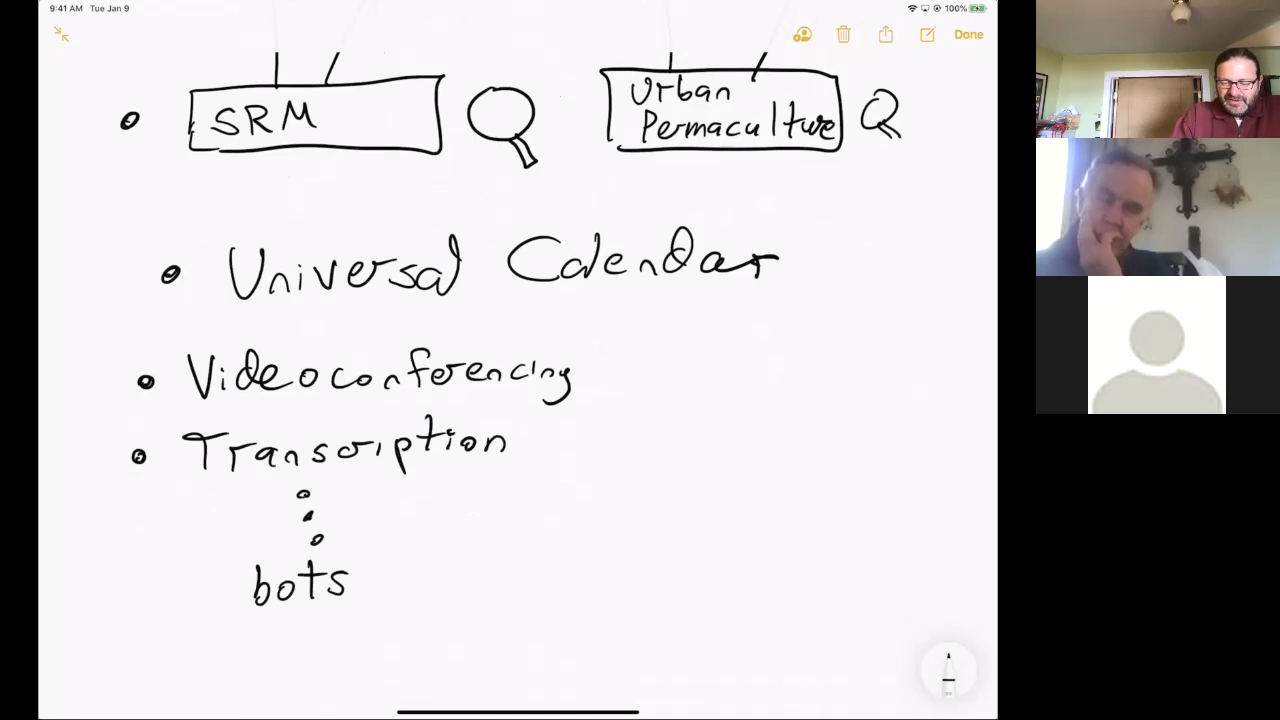 9:41 AM Tue Jan 9
100%
Done
SRM
Urban
Permaculture
Universal Calendar
Videoconferencing
Transcription
bots